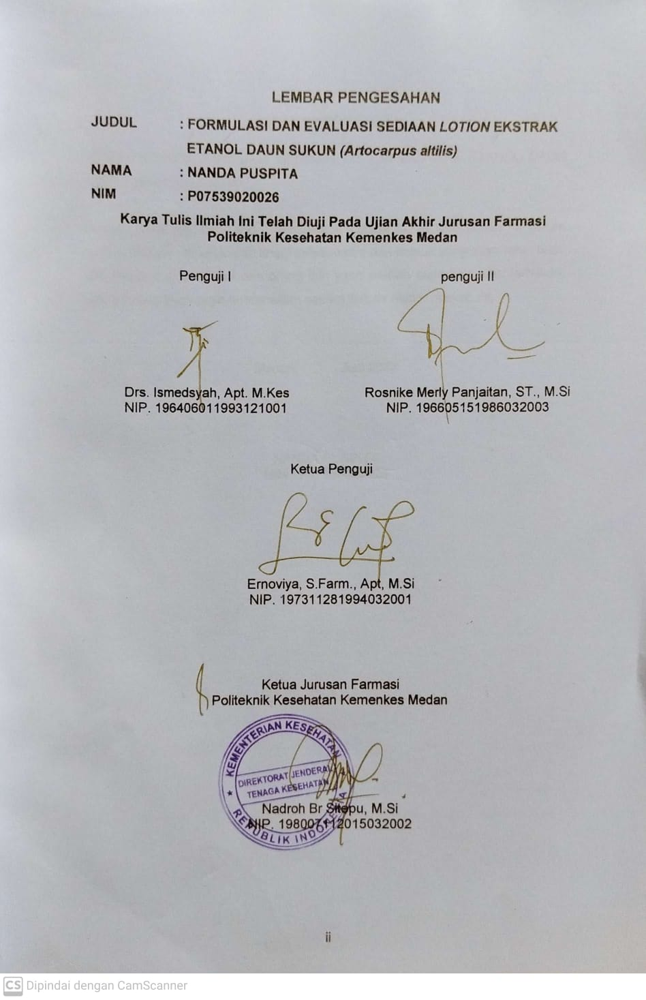 LEMBAR PENGESAHAN
JUDUL : FORMULASI DAN EVALUASI SEDIAAN LOTION EKSTRAK
ETANOL DAUN SUKUN (Artocarpus altilis)
NAMA : NANDA PUSPITA
NIM : P07539020026
Karya Tulis Ilmiah Ini Telah Diuji Pada Ujian Akhir Jurusan Farmasi
Politeknik Kesehatan Kemenkes Medan
Penguji I
Drs. Ismedsyah, Apt. M.Kes
NIP. 196406011993121001
penguji II
Rosnike Merly Panjaitan, ST., M.Si
NIP. 196605151986032003
Ketua Penguji
Ernoviya, S.Farm., Apt, M.Si
NIP. 197311281994032001
Ketua Jurusan Farmasi
Politeknik Kesehatan Kemenkes Medan
KEMENTERIAN KESEHATAN
DIREKTORAT JENDERAL
TENAGA KESEHATAN
REPUBLIK INDONESIA
Nadroh Br Sitepu, M.Si
NIP. 198007112015032002
ii
CS Dipindai dengan CamScanner